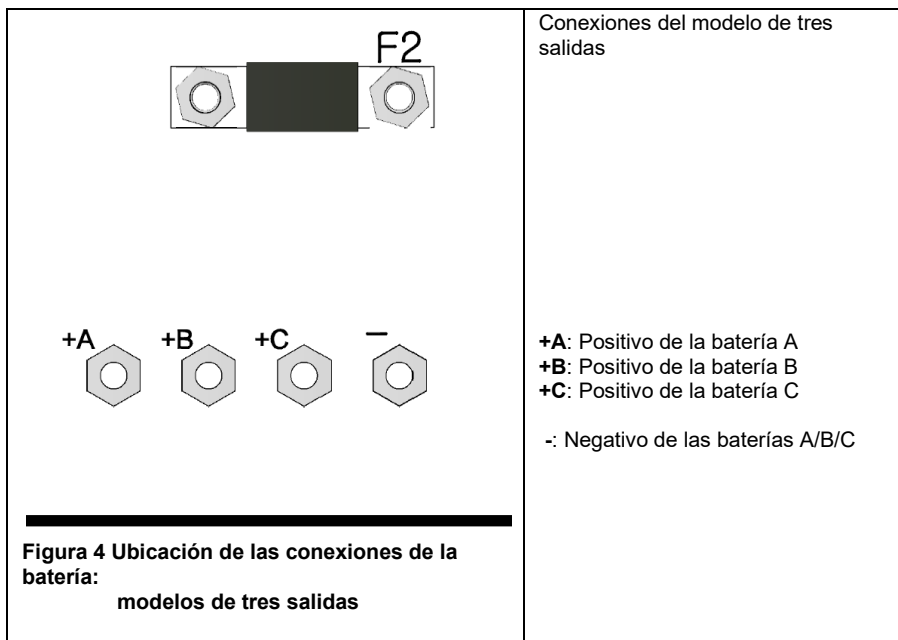 F2
+A +B +C −
Figura 4 Ubicación de las conexiones de la
batería:
modelos de tres salidas
Conexiones del modelo de tres
salidas
+A: Positivo de la batería A
+B: Positivo de la batería B
+C: Positivo de la batería C
-: Negativo de las baterías A/B/C